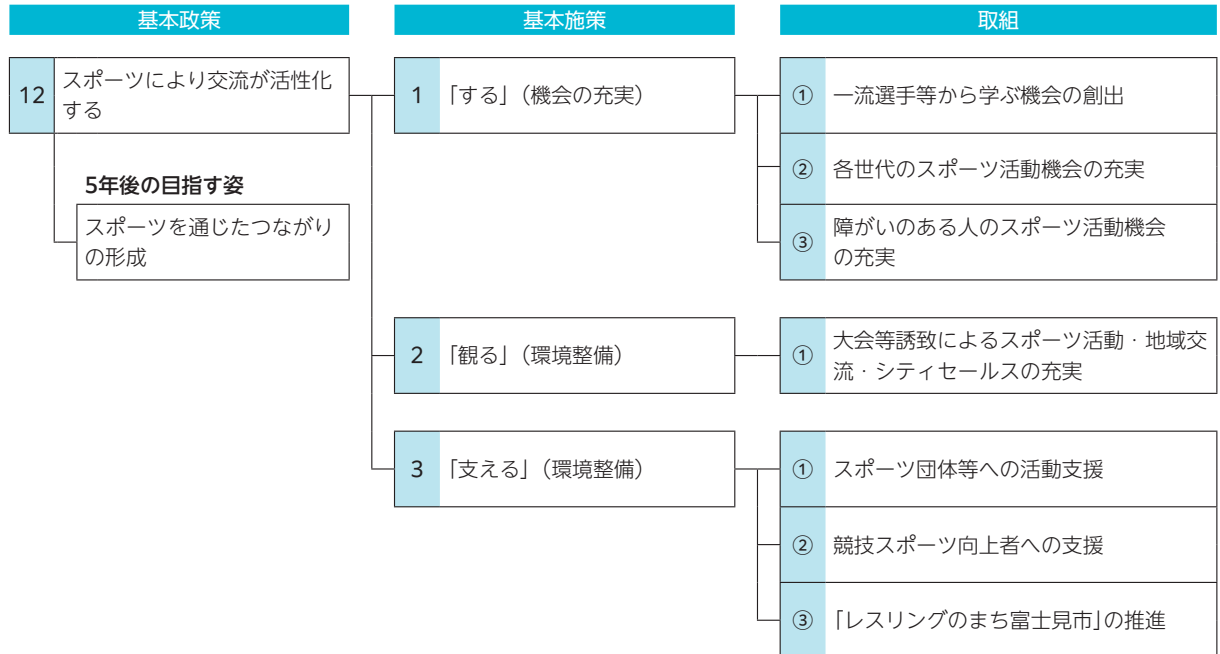 基本政策
基本施策
取組
12
スポーツにより交流が活性化
する
5年後の目指す姿
スポーツを通じたつながり
の形成
1
「する」（機会の充実）
①
一流選手等から学ぶ機会の創出
②
各世代のスポーツ活動機会の充実
③
障がいのある人のスポーツ活動機会
の充実
2
「観る」（環境整備）
①
大会等誘致によるスポーツ活動・地域交
流・シティセールスの充実
3
「支える」（環境整備）
①
スポーツ団体等への活動支援
②
競技スポーツ向上者への支援
③
「レスリングのまち富士見市」の推進